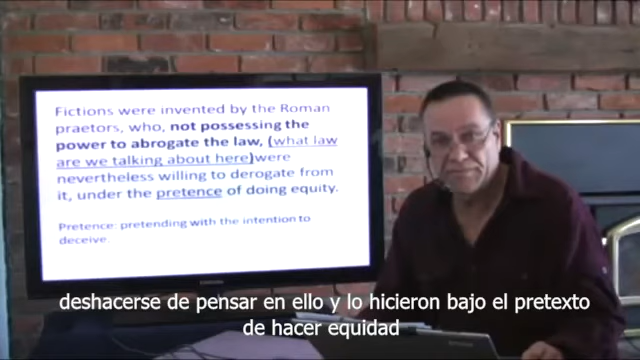 Fictions were invented by the Roman
praetors, who, not possessing the
power to abrogate the law, (what law
are we talking about here)were
nevertheless willing to derogate from
it, under the pretence of doing equity.
Pretence: pretending with the intention to
deceive.
deshacerse de pensar en ello y lo hicieron bajo el pretexto
de hacer equidad